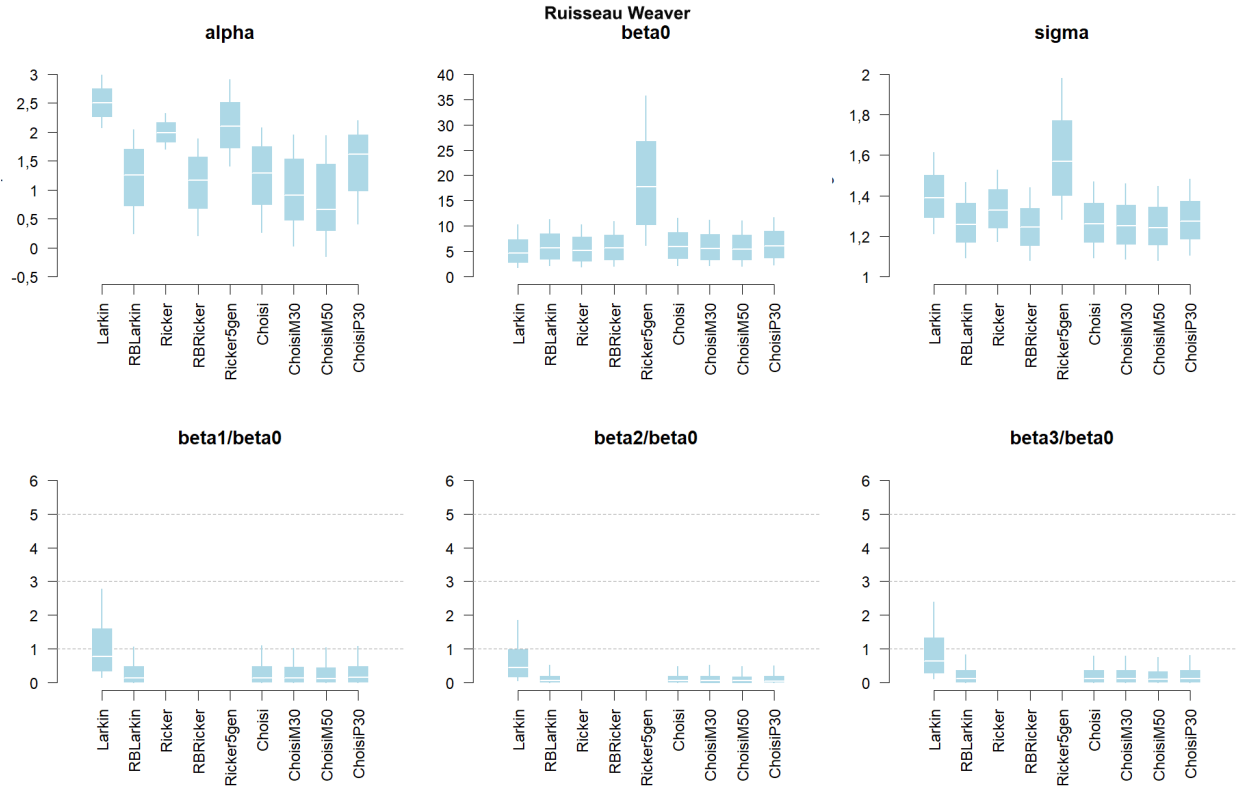 Ruisseau Weaver
alpha
3
2,5
2
1,5
1
0,5
0
-0,5
Larkin
RBLarkin
Ricker
RBRicker
Ricker5gen
Choisi
ChoisiM30
ChoisiM50
ChoisiP30
beta0
40
35
30
25
20
15
10
5
0
Larkin
RBLarkin
Ricker
RBRicker
Ricker5gen
Choisi
ChoisiM30
ChoisiM50
ChoisiP30
sigma
2
1,8
1,6
1,4
1,2
1
Larkin
RBLarkin
Ricker
RBRicker
Ricker5gen
Choisi
ChoisiM30
ChoisiM50
ChoisiP30
beta1/beta0
6
5
4
3
2
1
0
Larkin
RBLarkin
Ricker
RBRicker
Ricker5gen
Choisi
ChoisiM30
ChoisiM50
ChoisiP30
beta2/beta0
6
5
4
3
2
1
0
Larkin
RBLarkin
Ricker
RBRicker
Ricker5gen
Choisi
ChoisiM30
ChoisiM50
ChoisiP30
beta3/beta0
6
5
4
3
2
1
0
Larkin
RBLarkin
Ricker
RBRicker
Ricker5gen
Choisi
ChoisiM30
ChoisiM50
ChoisiP30